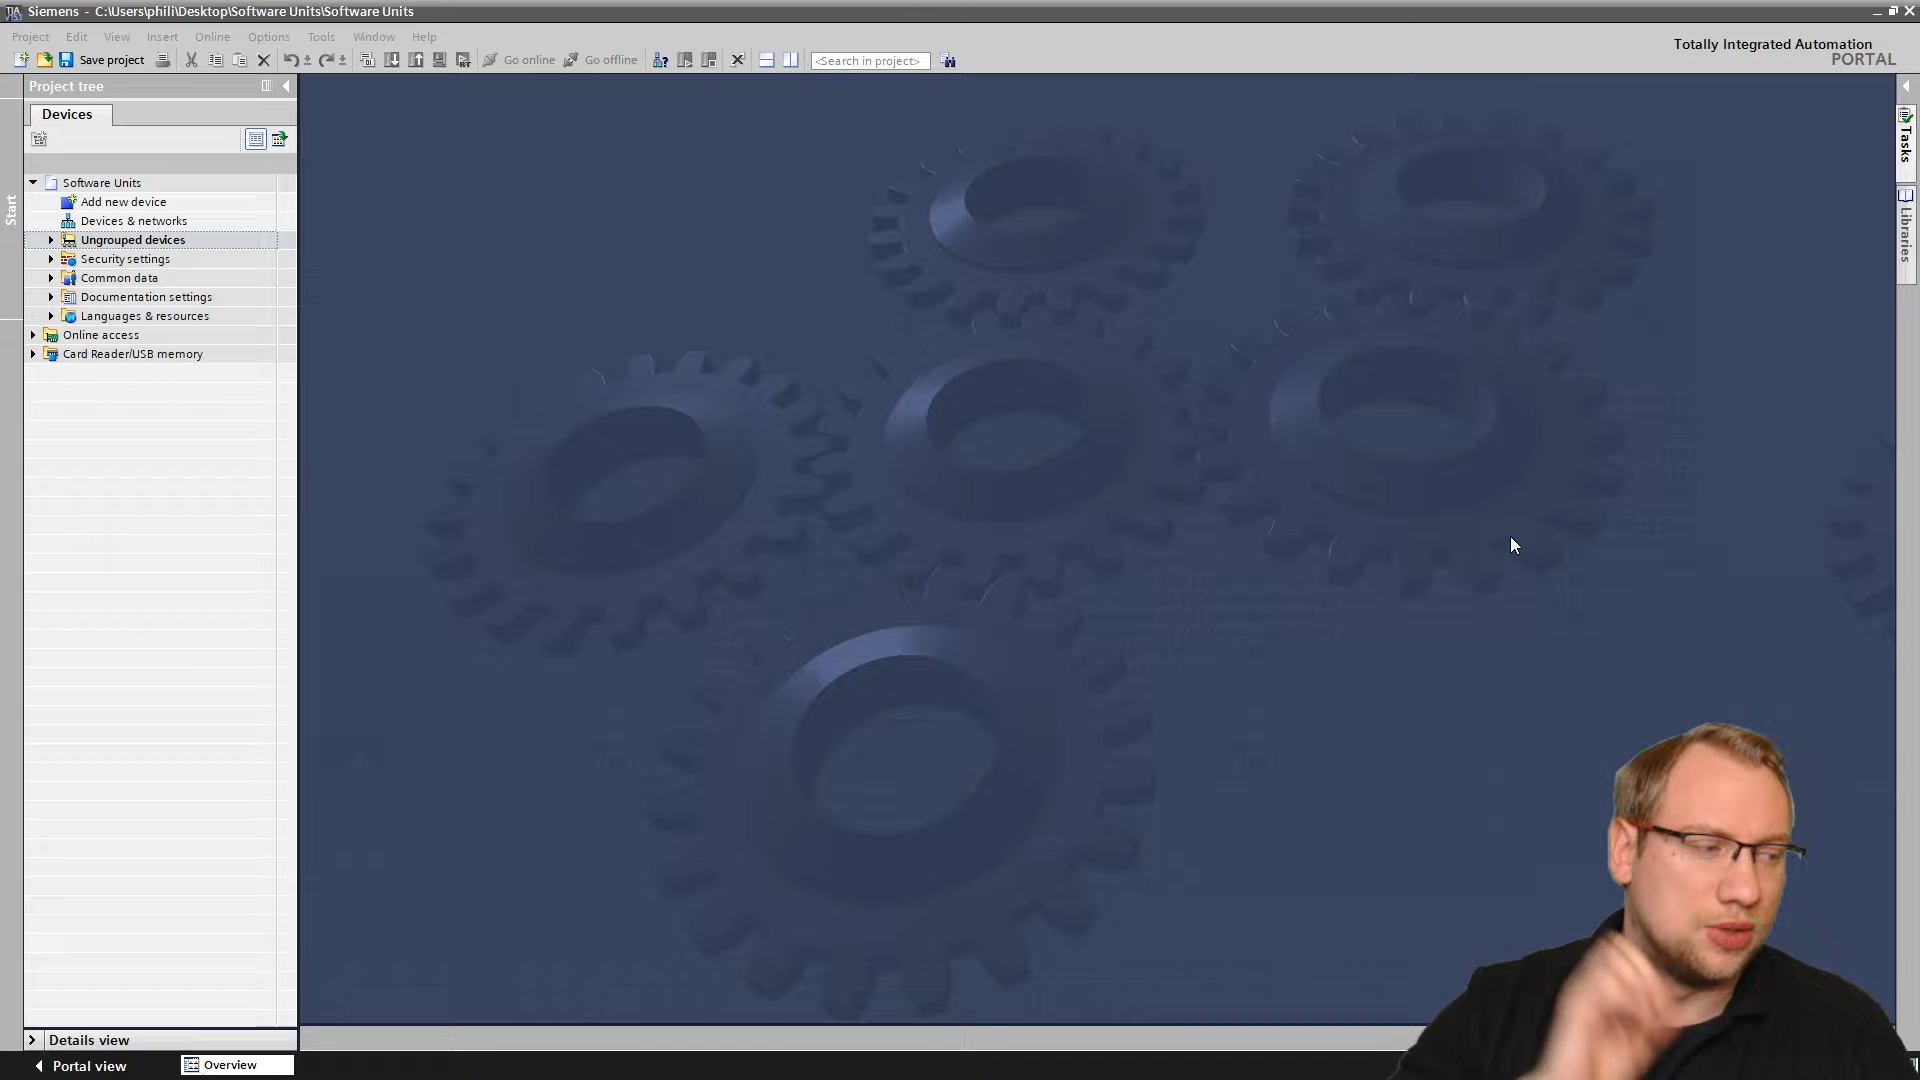 Siemens - C:\Users\phili\Desktop\Software Units\Software Units
Project Edit View Insert Online Options Tools Window Help
Totally Integrated Automation
PORTAL
Save project
Go online
Go offline
<Search in project>
Project tree
Devices
Start
Software Units
Add new device
Devices & networks
Ungrouped devices
Security settings
Common data
Documentation settings
Languages & resources
Online access
Card Reader/USB memory
Tasks
Libraries
Details view
Portal view
Overview